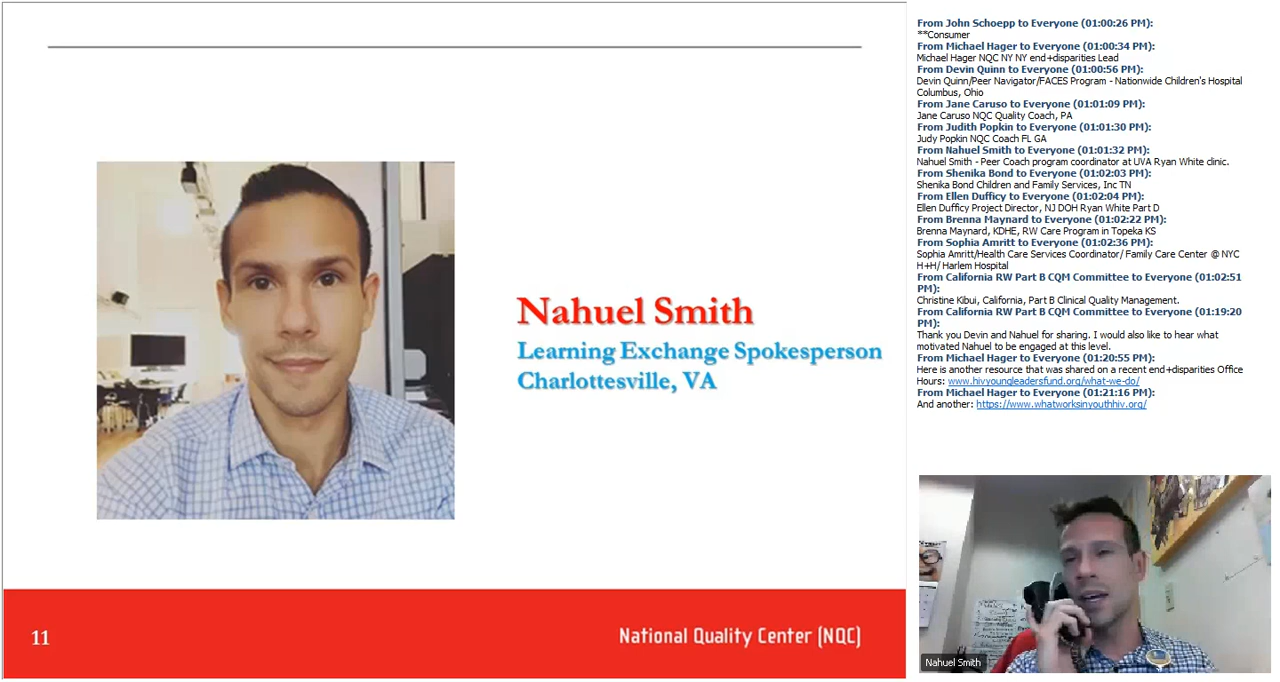 Nahuel Smith
Learning Exchange Spokesperson
Charlottesville, VA
11
National Quality Center (NQC)
From John Schoepp to Everyone (01:00:26 PM):
**Consumer
From Michael Hager to Everyone (01:00:34 PM):
Michael Hager NQC NY NY end+disparities Lead
From Devin Quinn to Everyone (01:00:56 PM):
Devin Quinn/Peer Navigator/FACES Program - Nationwide Children's Hospital
Columbus, Ohio
From Jane Caruso to Everyone (01:01:09 PM):
Jane Caruso NQC Quality Coach, PA
From Judith Popkin to Everyone (01:01:30 PM):
Judy Popkin NQC Coach FL GA
From Nahuel Smith to Everyone (01:01:32 PM):
Nahuel Smith - Peer Coach program coordinator at UVA Ryan White clinic.
From Shenika Bond to Everyone (01:02:03 PM):
Shenika Bond Children and Family Services, Inc TN
From Ellen Dufficy to Everyone (01:02:04 PM):
Ellen Dufficy Project Director, NJ DOH Ryan White Part D
From Brenna Maynard to Everyone (01:02:22 PM):
Brenna Maynard, KDHE, RW Care Program in Topeka KS
From Sophia Amritt to Everyone (01:02:36 PM):
Sophia Amritt/Health Care Services Coordinator/ Family Care Center @ NYC
H+H/ Harlem Hospital
From California RW Part B CQM Committee to Everyone (01:02:51
PM):
Christine Kibui, California, Part B Clinical Quality Management.
From California RW Part B CQM Committee to Everyone (01:19:20
PM):
Thank you Devin and Nahuel for sharing. I would also like to hear what
motivated Nahuel to be engaged at this level.
From Michael Hager to Everyone (01:20:55 PM):
Here is another resource that was shared on a recent end+disparities Office
Hours: www.hivyoungleadersfund.org/what-we-do/
From Michael Hager to Everyone (01:21:16 PM):
And another: https://www.whatworksinyouthhiv.org/
Nahuel Smith